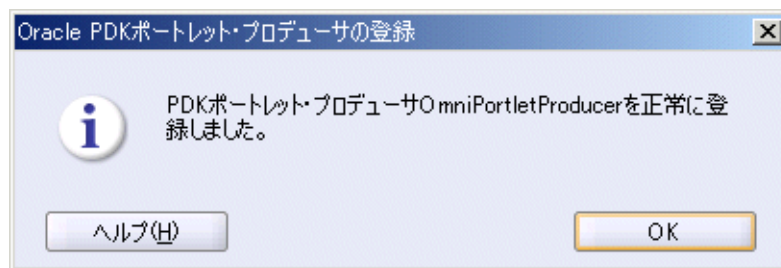 Oracle PDKポートレット・プロデューサの登録
PDKポートレット・プロデューサOmniPortletProducerを正常に登
録しました。
ヘルプ(H)
OK